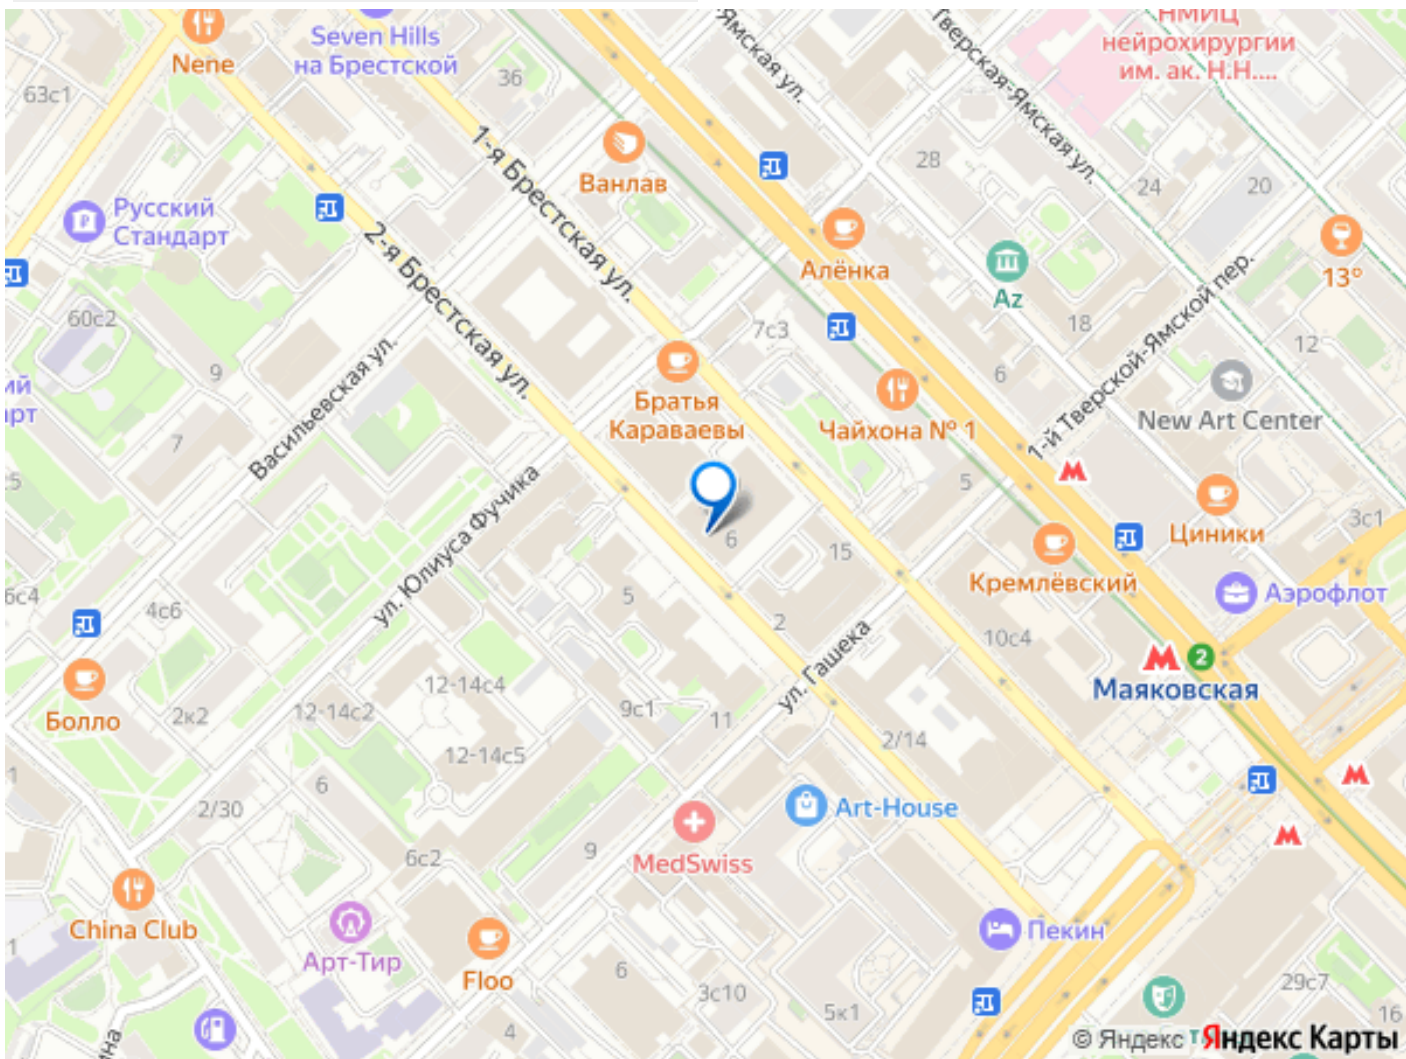 Nene
Seven Hills
на Брестской
36
63с1
Ямская ул.
Тверская-Ямская ул.
НМИЦ
нейрохирургии
им. ак. Н.Н....
1-я Брестская ул.
Ванлав
28
24
20
Русский
Стандарт
2-я Брестская ул.
Алёнка
Az
13°
60с2
7с3
18
12
9
6
1-й Тверской-Ямской пер.
ий
арт
Васильевская ул.
Братья
Караваевы
Чайхона № 1
New Art Center
7
5
Циники
3с1
ул. Юлиуса Фучика
6
15
Кремлёвский
Аэрофлот
6с4
4с6
5
2
10с4
ул. Гашека
2
Маяковская
Болло
2к2
12-14с4
12-14с2
9с1
11
2/14
12-14с5
1
6
2/30
Art-House
MedSwiss
6с2
9
China Club
Арт-Тир
Floo
Пекин
1
6
3с10
5к1
4
29с7
16
© Яндекс Яндекс Карты